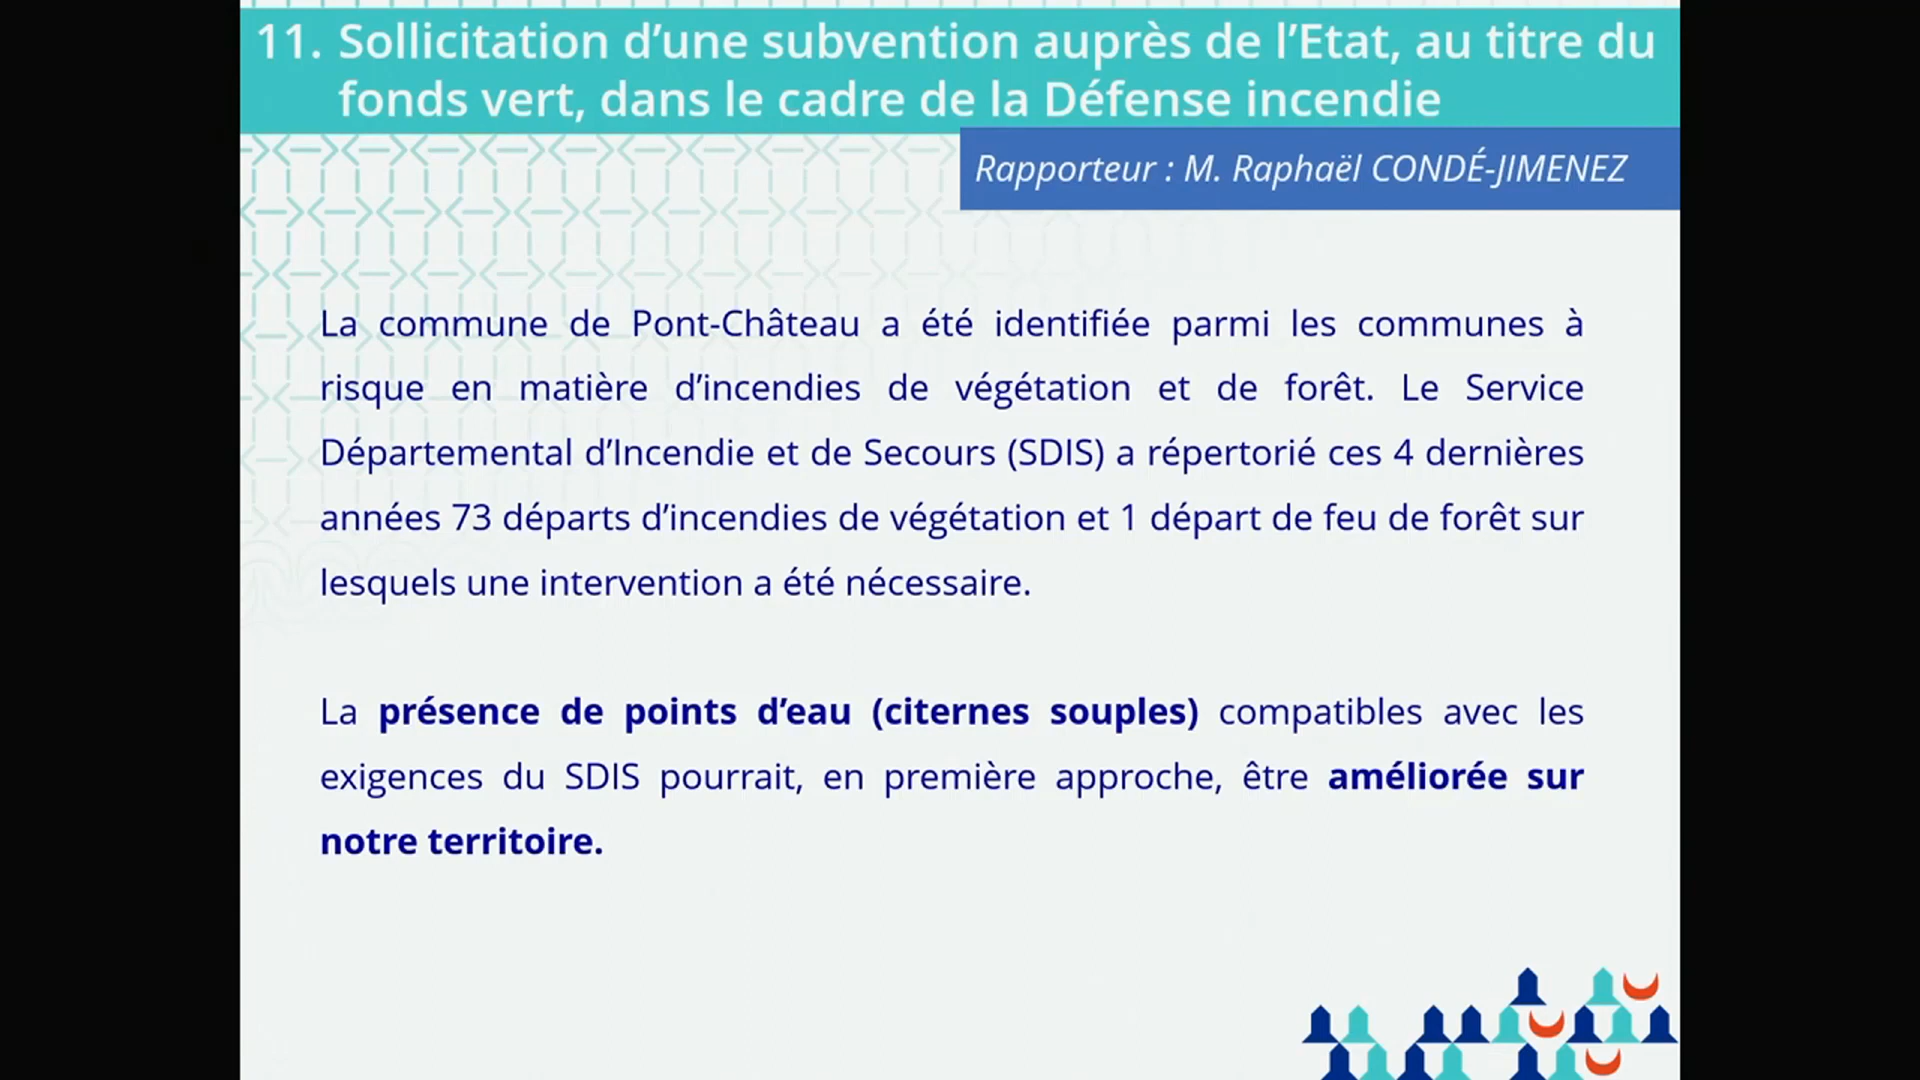 11. Sollicitation d’une subvention auprès de l’Etat, au titre du
fonds vert, dans le cadre de la Défense incendie
Rapporteur : M. Raphaël CONDÉ-JIMENEZ
La commune de Pont-Château a été identifiée parmi les communes à
risque en matière d’incendies de végétation et de forêt. Le Service
Départemental d’Incendie et de Secours (SDIS) a répertorié ces 4 dernières
années 73 départs d’incendies de végétation et 1 départ de feu de forêt sur
lesquels une intervention a été nécessaire.
La présence de points d’eau (citernes souples) compatibles avec les
exigences du SDIS pourrait, en première approche, être améliorée sur
notre territoire.